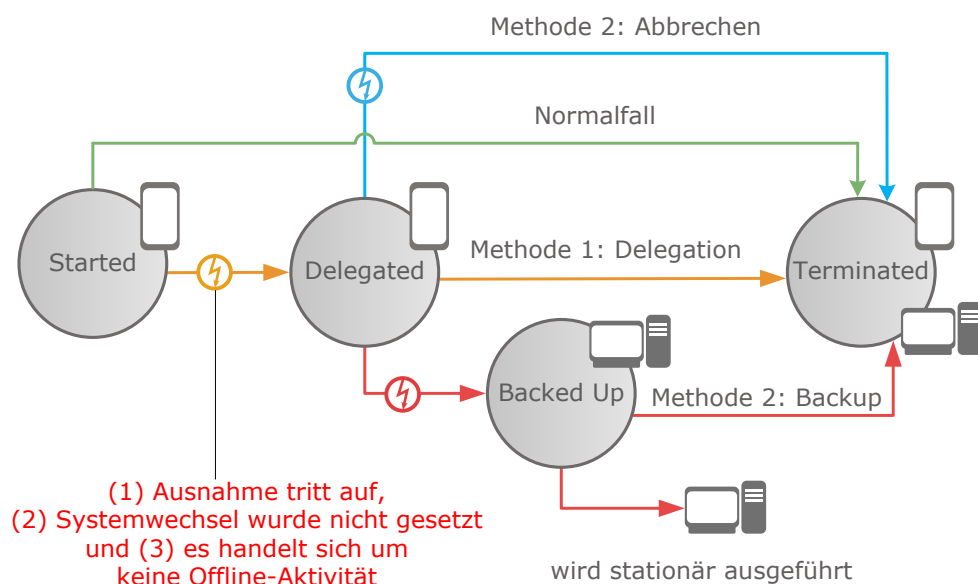 Methode 2: Abbrechen
Normalfall
Started
Delegated
Methode 1: Delegation
Terminated
Backed Up
Methode 2: Backup
(1) Ausnahme tritt auf,
(2) Systemwechsel wurde nicht gesetzt
und (3) es handelt sich um
keine Offline-Aktivität
wird stationär ausgeführt